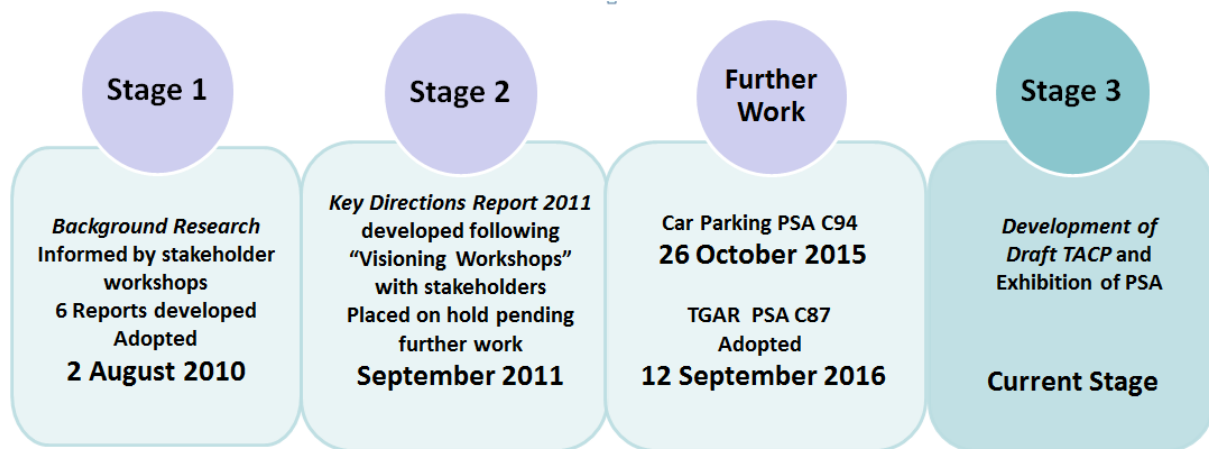 Stage 1
Background Research
Informed by stakeholder
workshops
6 Reports developed
Adopted
2 August 2010
Stage 2
Key Directions Report 2011
developed following
“Visioning Workshops”
with stakeholders
Placed on hold pending
further work
September 2011
Further
Work
Car Parking PSA C94
26 October 2015
TGAR PSA C87
Adopted
12 September 2016
Stage 3
Development of
Draft TACP and
Exhibition of PSA
Current Stage